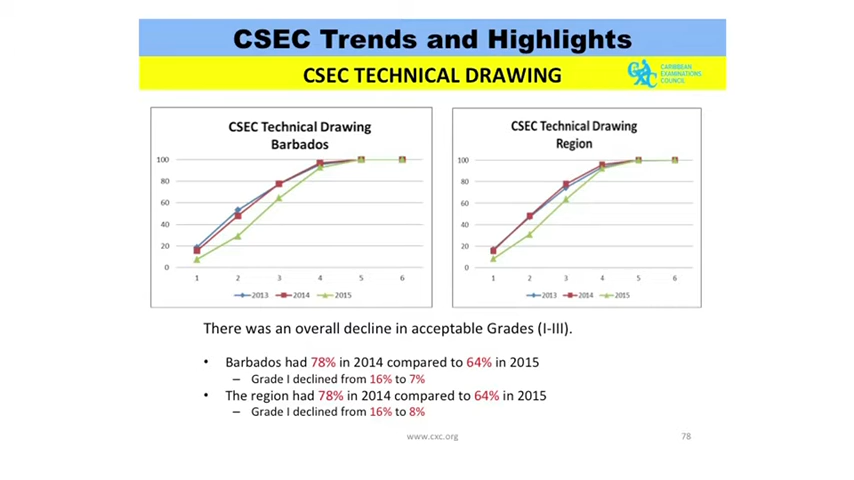 CSEC Trends and Highlights
CSEC TECHNICAL DRAWING
CXC
CARIBBEAN
EXAMINATIONS
COUNCIL
CSEC Technical Drawing
Barbados
100
80
60
40
20
0
1 2 3 4 5 6
2013 2014 2015
CSEC Technical Drawing
Region
100
80
60
40
20
0
1 2 3 4 5 6
2013 2014 2015
There was an overall decline in acceptable Grades (I-III).
• Barbados had 78% in 2014 compared to 64% in 2015
– Grade I declined from 16% to 7%
• The region had 78% in 2014 compared to 64% in 2015
– Grade I declined from 16% to 8%
www.cxc.org
78